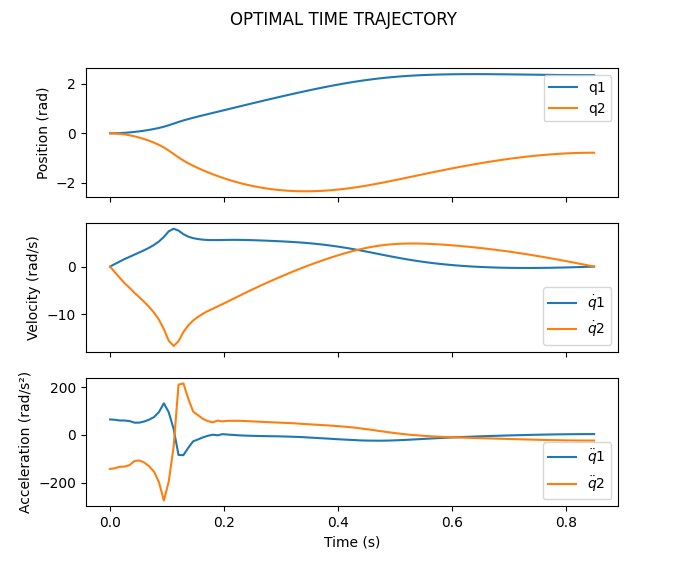 OPTIMAL TIME TRAJECTORY
Position (rad)
2
0
−2
q1
q2
Velocity (rad/s)
0
−10
q̇1
q̇2
Acceleration (rad/s²)
200
0
−200
q̈1
q̈2
0.0 0.2 0.4 0.6 0.8
Time (s)